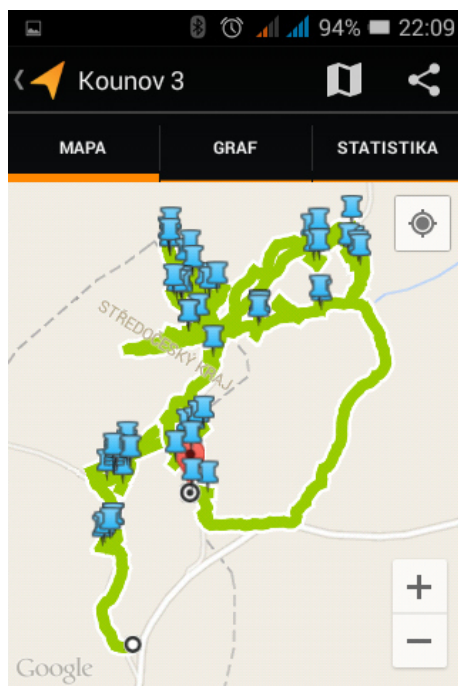 94% 22:09
Kounov 3
MAPA GRAF STATISTIKA
STŘEDOČESKÝ KRAJ
+
−
Google